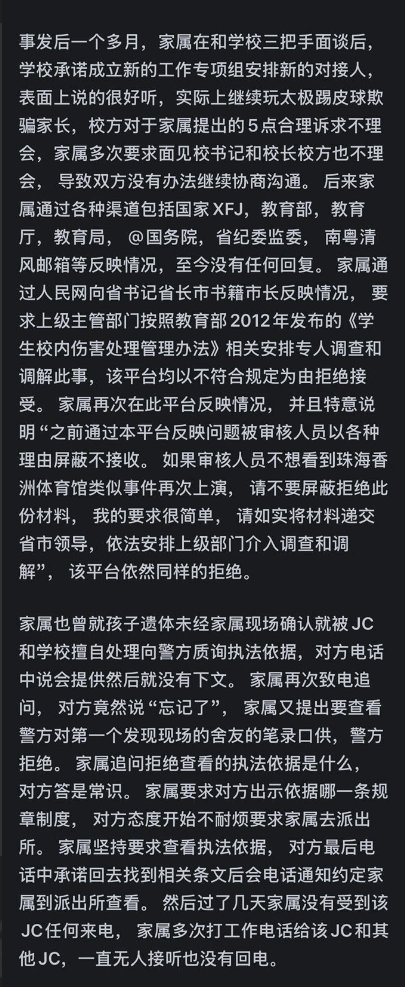 事发后一个多月，家属在和学校三把手面谈后，
学校承诺成立新的工作专项组安排新的对接人，
表面上说的很好听，实际上继续玩太极踢皮球欺
骗家长，校方对于家属提出的5点合理诉求不理
会，家属多次要求面见校书记和校长校方也不理
会， 导致双方没有办法继续协商沟通。 后来家
属通过各种渠道包括国家XFJ，教育部，教育
厅，教育局， @国务院，省纪委监委， 南粤清
风邮箱等反映情况，至今没有任何回复。 家属通
过人民网向省书记省长市书籍市长反映情况， 要
求上级主管部门按照教育部2012年发布的《学
生校内伤害处理管理办法》相关安排专人调查和
调解此事，该平台均以不符合规定为由拒绝接
受。 家属再次在此平台反映情况， 并且特意说
明 “之前通过本平台反映问题被审核人员以各种
理由屏蔽不接收。 如果审核人员不想看到珠海香
洲体育馆类似事件再次上演， 请不要屏蔽拒绝此
份材料， 我的要求很简单， 请如实将材料递交
省市领导，依法安排上级部门介入调查和调
解”， 该平台依然同样的拒绝。
家属也曾就孩子遗体未经家属现场确认就被JC
和学校擅自处理向警方质询执法依据，对方电话
中说会提供然后就没有下文。 家属再次致电追
问， 对方竟然说 “忘记了”， 家属又提出要查看
警方对第一个发现现场的舍友的笔录口供，警方
拒绝。 家属追问拒绝查看的执法依据是什么，
对方答是常识。 家属要求对方出示依据哪一条规
章制度， 对方态度开始不耐烦要求家属去派出
所。 家属坚持要求查看执法依据， 对方最后电
话中承诺回去找到相关条文后会电话通知约定家
属到派出所查看。 然后过了几天家属没有受到该
JC任何来电， 家属多次打工作电话给该JC和其
他JC，一直无人接听也没有回电。